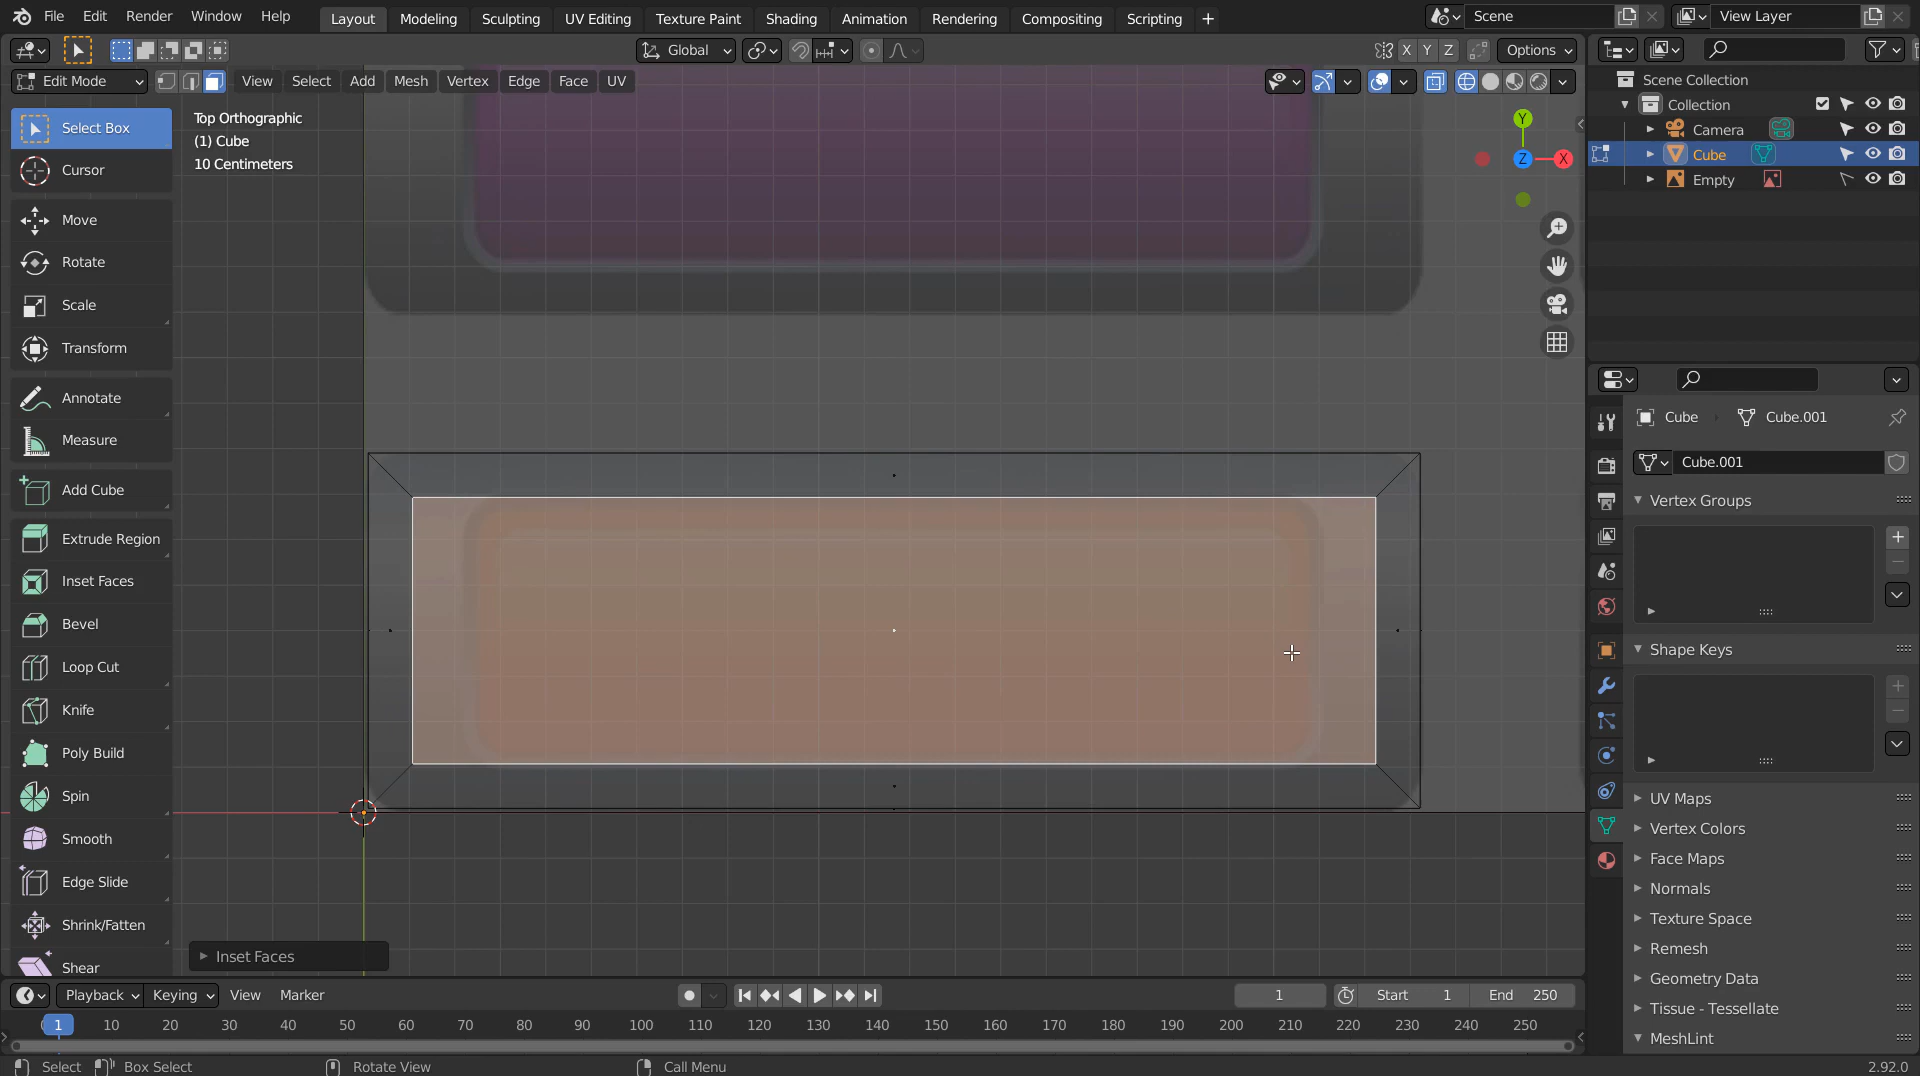 File Edit Render Window Help Layout Modeling Sculpting UV Editing Texture Paint Shading Animation Rendering Compositing Scripting + Scene View Layer
Global X Y Z Options
Edit Mode View Select Add Mesh Vertex Edge Face UV
Scene Collection
Collection
Camera
Cube
Empty
Select Box
Cursor
Move
Rotate
Scale
Transform
Annotate
Measure
Add Cube
Extrude Region
Inset Faces
Bevel
Loop Cut
Knife
Poly Build
Spin
Smooth
Edge Slide
Shrink/Fatten
Shear
Top Orthographic
(1) Cube
10 Centimeters
Y
Z X
Inset Faces
Cube Cube.001
Cube.001
Vertex Groups
Shape Keys
UV Maps
Vertex Colors
Face Maps
Normals
Texture Space
Remesh
Geometry Data
Tissue - Tessellate
MeshLint
Playback Keying View Marker 1 Start 1 End 250
1 10 20 30 40 50 60 70 80 90 100 110 120 130 140 150 160 170 180 190 200 210 220 230 240 250
Select Box Select Rotate View Call Menu 2.92.0